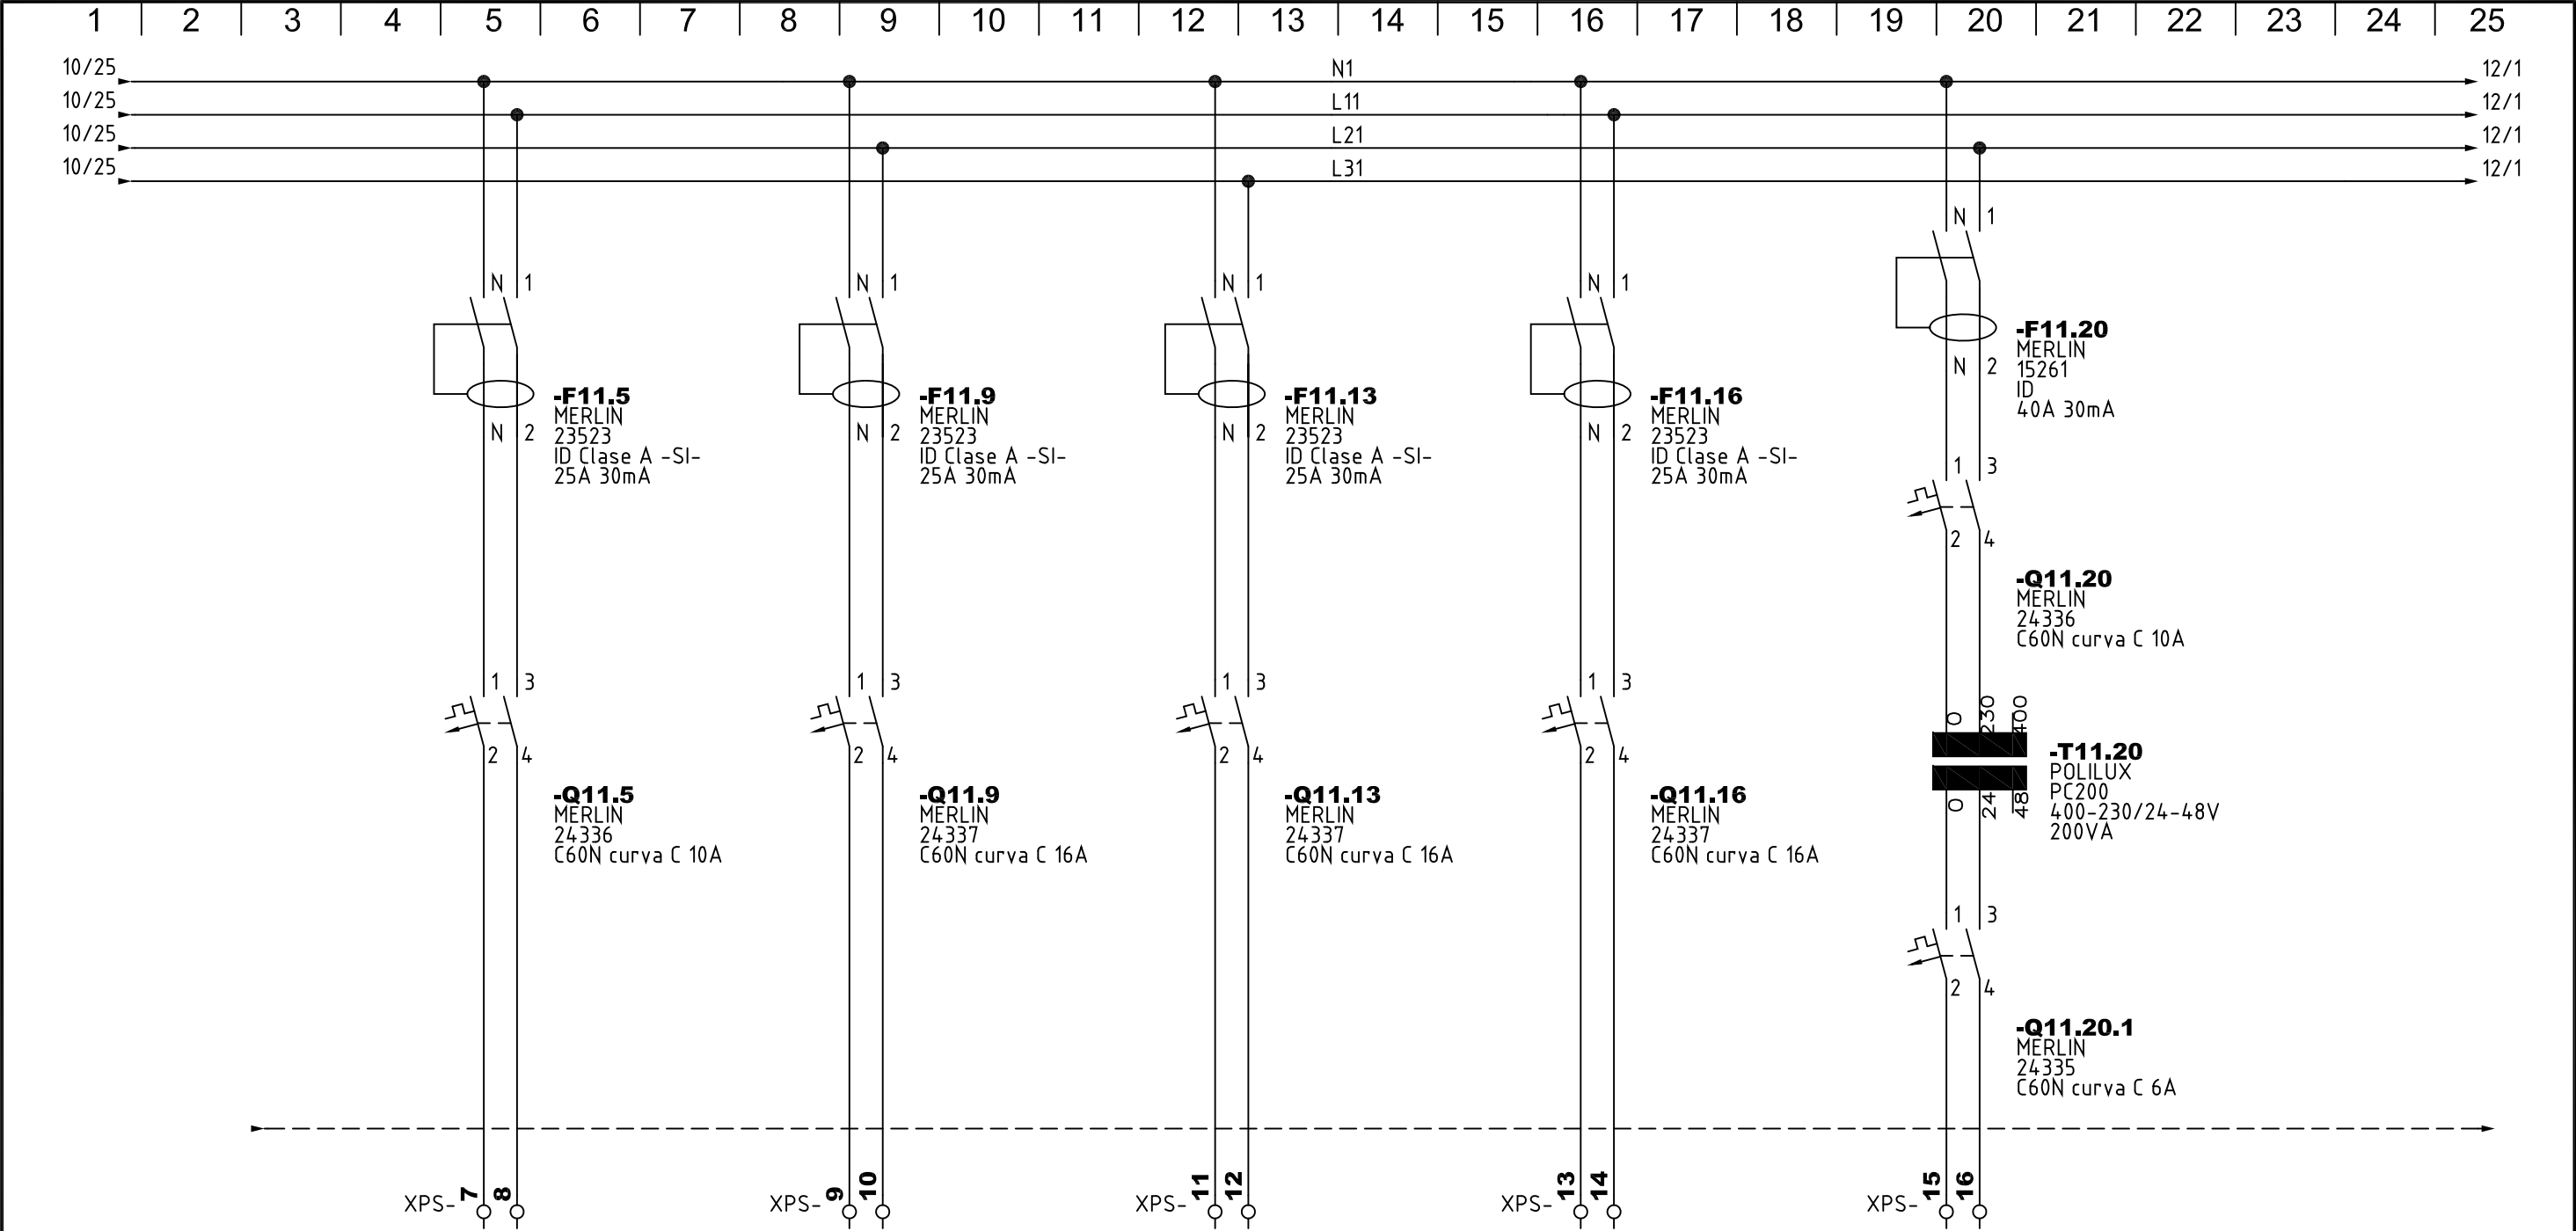 1 2 3 4 5 6 7 8 9 10 11 12 13 14 15 16 17 18 19 20 21 22 23 24 25
10/25 N1 12/1
10/25 L11 12/1
10/25 L21 12/1
10/25 L31 12/1
N 1
N 2
-F11.5
MERLIN
23523
ID Clase A -SI-
25A 30mA
1 3
2 4
-Q11.5
MERLIN
24336
C60N curva C 10A
XPS- 7 8
N 1
N 2
-F11.9
MERLIN
23523
ID Clase A -SI-
25A 30mA
1 3
2 4
-Q11.9
MERLIN
24337
C60N curva C 16A
XPS- 9 10
N 1
N 2
-F11.13
MERLIN
23523
ID Clase A -SI-
25A 30mA
1 3
2 4
-Q11.13
MERLIN
24337
C60N curva C 16A
XPS- 11 12
N 1
N 2
-F11.16
MERLIN
23523
ID Clase A -SI-
25A 30mA
1 3
2 4
-Q11.16
MERLIN
24337
C60N curva C 16A
XPS- 13 14
N 1
N 2
-F11.20
MERLIN
15261
ID
40A 30mA
1 3
2 4
-Q11.20
MERLIN
24336
C60N curva C 10A
0 230 400
0 24 48
-T11.20
POLILUX
PC200
400-230/24-48V
200VA
1 3
2 4
-Q11.20.1
MERLIN
24335
C60N curva C 6A
XPS- 15 16